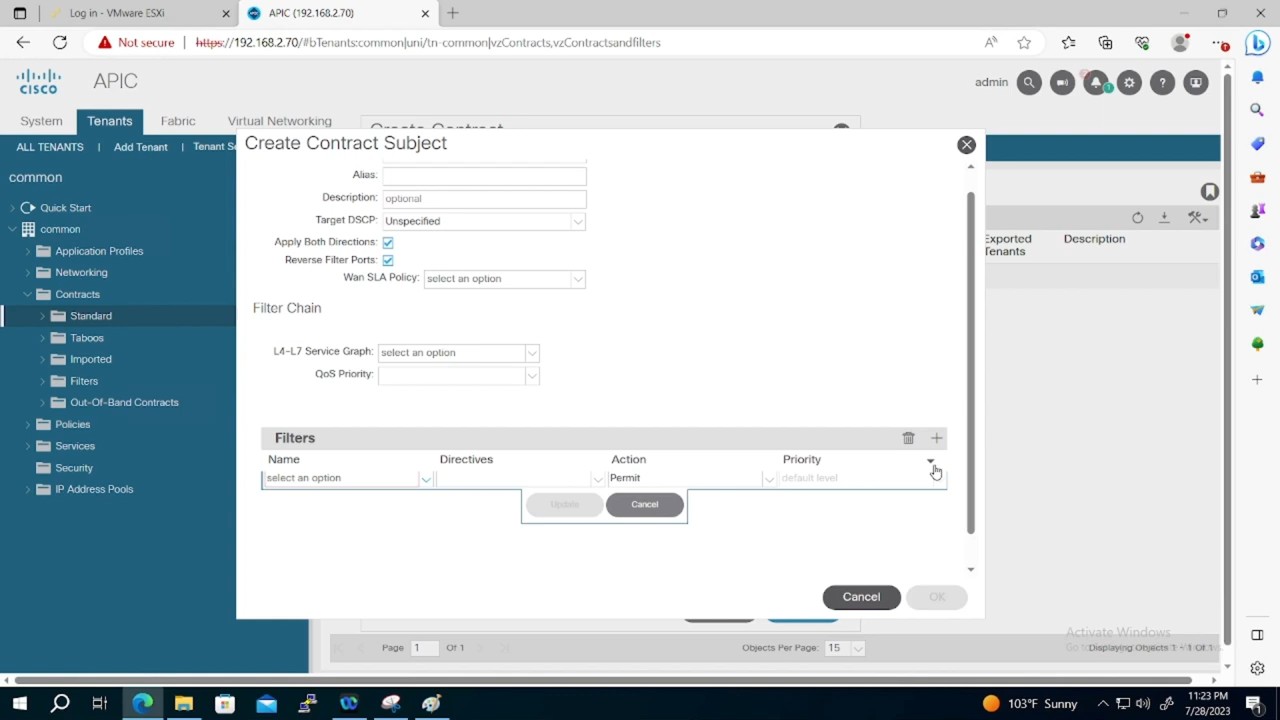 Log in - VMware ESXi
APIC (192.168.2.70)
Not secure
https://192.168.2.70/#bTenants:common|uni/tn-common|vzContracts,vzContractsandfilters
CISCO
APIC
admin
1
System
Tenants
Fabric
Virtual Networking
Create Contract
ALL TENANTS | Add Tenant |
Create Contract Subject
common
Quick Start
common
Application Profiles
Networking
Contracts
Standard
Taboos
Imported
Filters
Out-Of-Band Contracts
Policies
Services
Security
IP Address Pools
Alias:
Description: optional
Target DSCP: Unspecified
Apply Both Directions:
Reverse Filter Ports:
Wan SLA Policy: select an option
Filter Chain
L4-L7 Service Graph: select an option
QoS Priority:
Filters
Name Directives Action Priority
select an option Permit default level
Update Cancel
Cancel OK
Exported Tenants
Description
Page 1 Of 1
Objects Per Page: 15
Displaying Objects 1 - 1 Of 1
Activate Windows
103°F Sunny
11:23 PM
7/28/2023
1